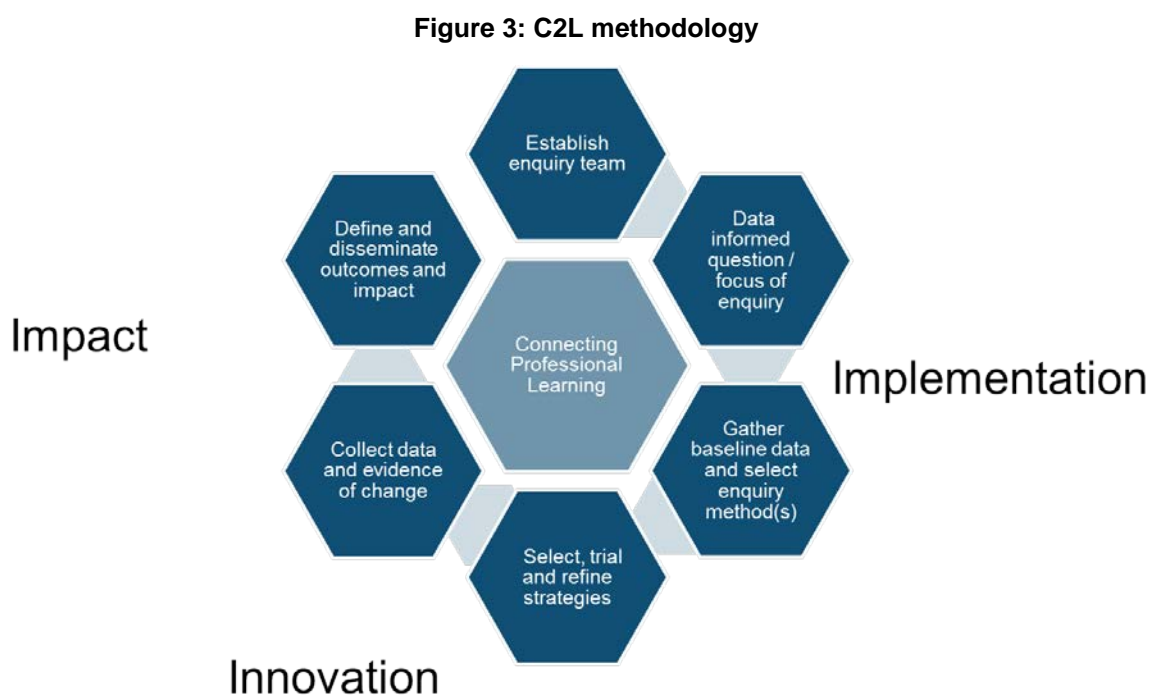 Figure 3: C2L methodology
Establish
enquiry team
Data
informed
question /
focus of
enquiry
Gather
baseline data
and select
enquiry
method(s)
Select, trial
and refine
strategies
Collect data
and evidence
of change
Define and
disseminate
outcomes and
impact
Connecting
Professional
Learning
Impact
Implementation
Innovation